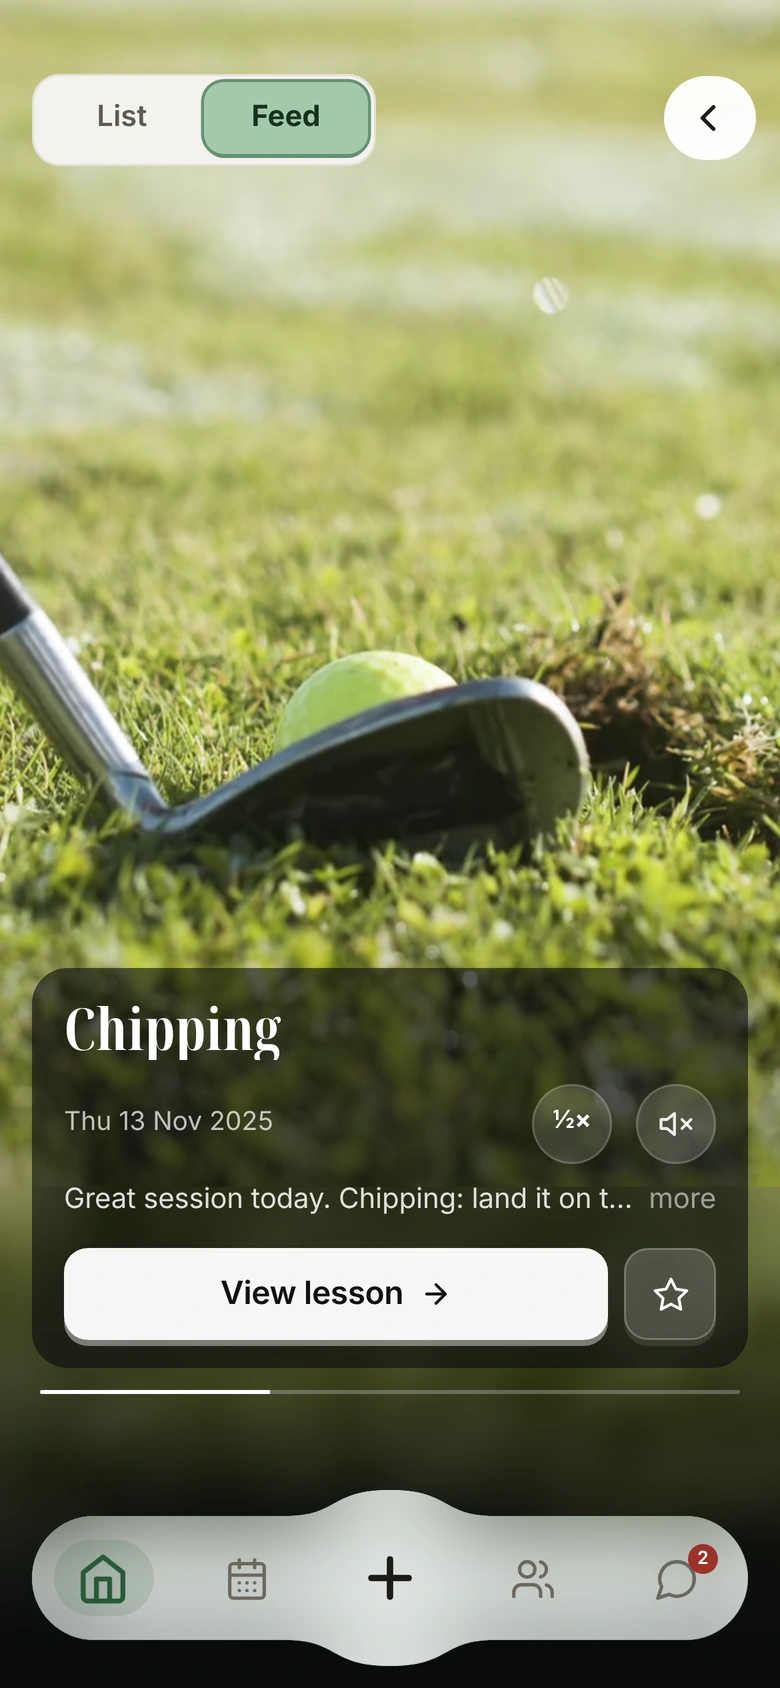 List
Feed
Chipping
Thu 13 Nov 2025
½×
Great session today. Chipping: land it on t... more
View lesson →
2